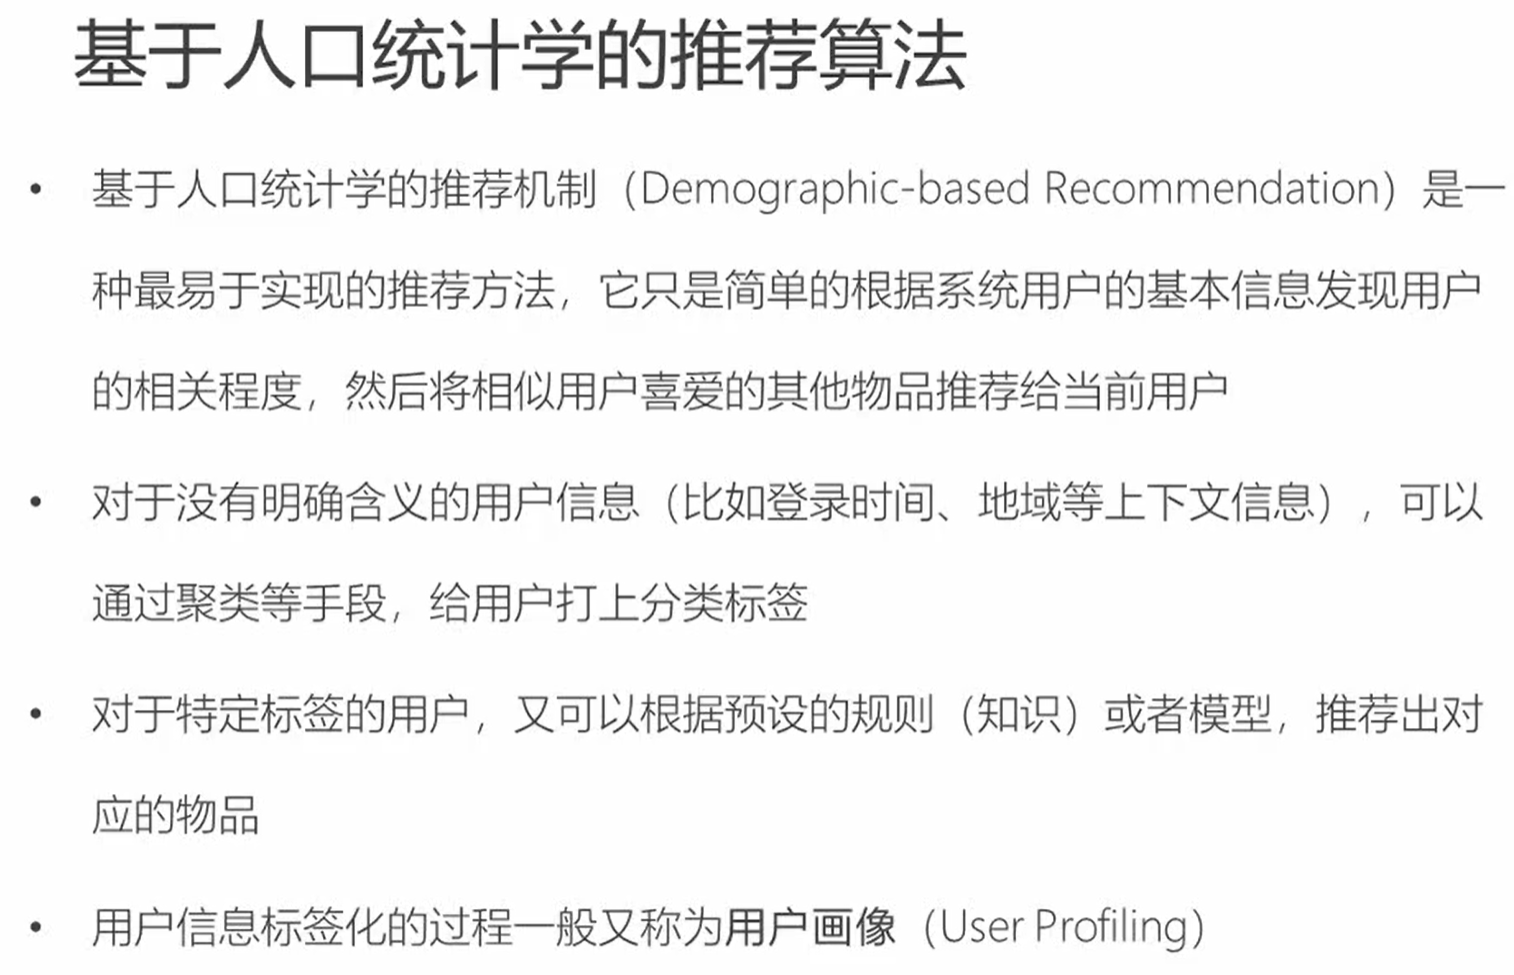 基于人口统计学的推荐算法
• 基于人口统计学的推荐机制（Demographic-based Recommendation）是一
种最易于实现的推荐方法，它只是简单的根据系统用户的基本信息发现用户
的相关程度，然后将相似用户喜爱的其他物品推荐给当前用户
• 对于没有明确含义的用户信息（比如登录时间、地域等上下文信息），可以
通过聚类等手段，给用户打上分类标签
• 对于特定标签的用户，又可以根据预设的规则（知识）或者模型，推荐出对
应的物品
• 用户信息标签化的过程一般又称为用户画像（User Profiling）